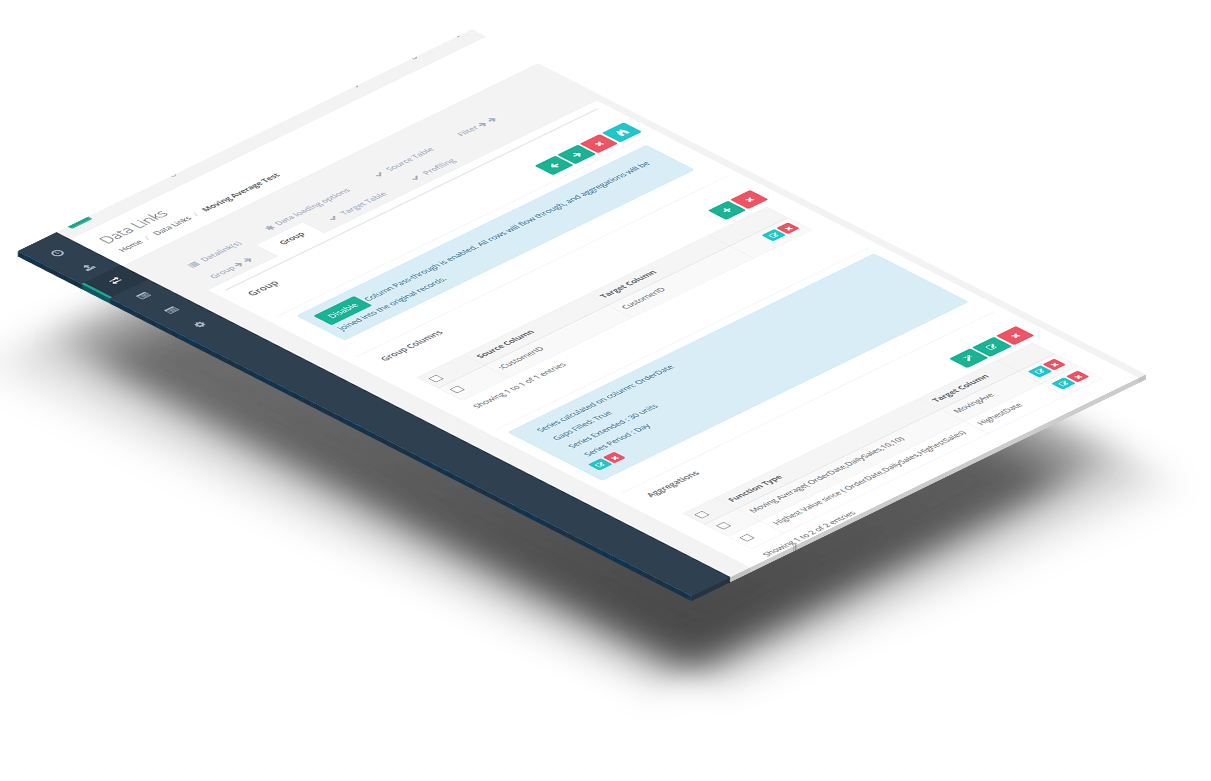 Data Links
Home / Data Links / Moving Average Test
Datalink(s)
Data loading options
Source Table
Filter
Group
Group
Target Table
Profiling
Group
Disable Column Pass-through is enabled. All rows will flow through, and aggregations will be
joined into the original records.
Group Columns
Source Column Target Column
:CustomerID CustomerID
Showing 1 to 1 of 1 entries
Series calculated on column: OrderDate
Gaps Filled: True
Series Extended : 30 units
Series Period : Day
Aggregations
Function Type Target Column
Moving Average( OrderDate,DailySales,10,10) MovingAve
Highest Value since ( OrderDate,DailySales,HighestSales) HighestDate
Showing 1 to 2 of 2 entries